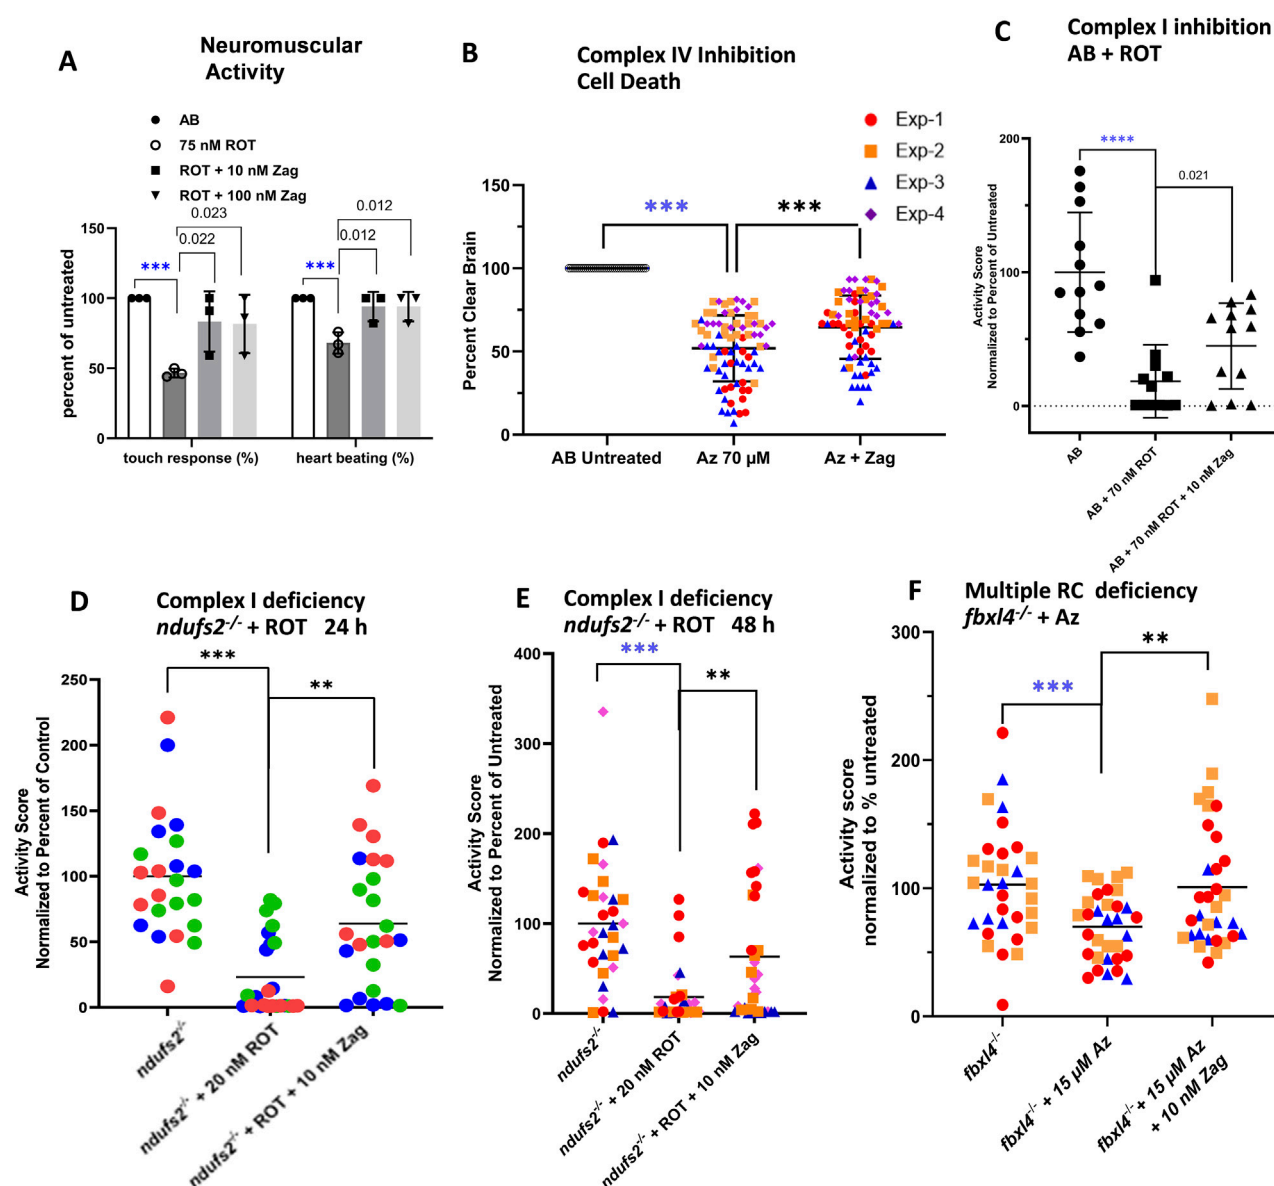 A
Neuromuscular
Activity
AB
75 nM ROT
ROT + 10 nM Zag
ROT + 100 nM Zag
0.023
0.022
***
0.012
0.012
***
percent of untreated
150
100
50
0
touch response (%)
heart beating (%)
B
Complex IV Inhibition
Cell Death
Exp-1
Exp-2
Exp-3
Exp-4
***
***
Percent Clear Brain
150
100
50
0
AB Untreated
Az 70 µM
Az + Zag
C
Complex I inhibition
AB + ROT
****
0.021
Activity Score
Normalized to Percent of Untreated
200
100
0
AB
AB + 70 nM ROT
AB + 70 nM ROT + 10 nM Zag
D
Complex I deficiency
ndufs2-/- + ROT 24 h
***
**
Activity Score
Normalized to Percent of Control
250
200
150
100
50
0
ndufs2-/-
ndufs2-/- + 20 nM ROT
ndufs2-/- + ROT + 10 nM Zag
E
Complex I deficiency
ndufs2-/- + ROT 48 h
***
**
Activity Score
Normalized to Percent of Untreated
400
300
200
100
0
ndufs2-/-
ndufs2-/- + 20 nM ROT
ndufs2-/- + ROT + 10 nM Zag
F
Multiple RC deficiency
fbxl4-/- + Az
***
**
Activity score
normalized to % untreated
300
200
100
0
fbxl4-/-
fbxl4-/- + 15 µM Az
fbxl4-/- + 15 µM Az
+ 10 nM Zag